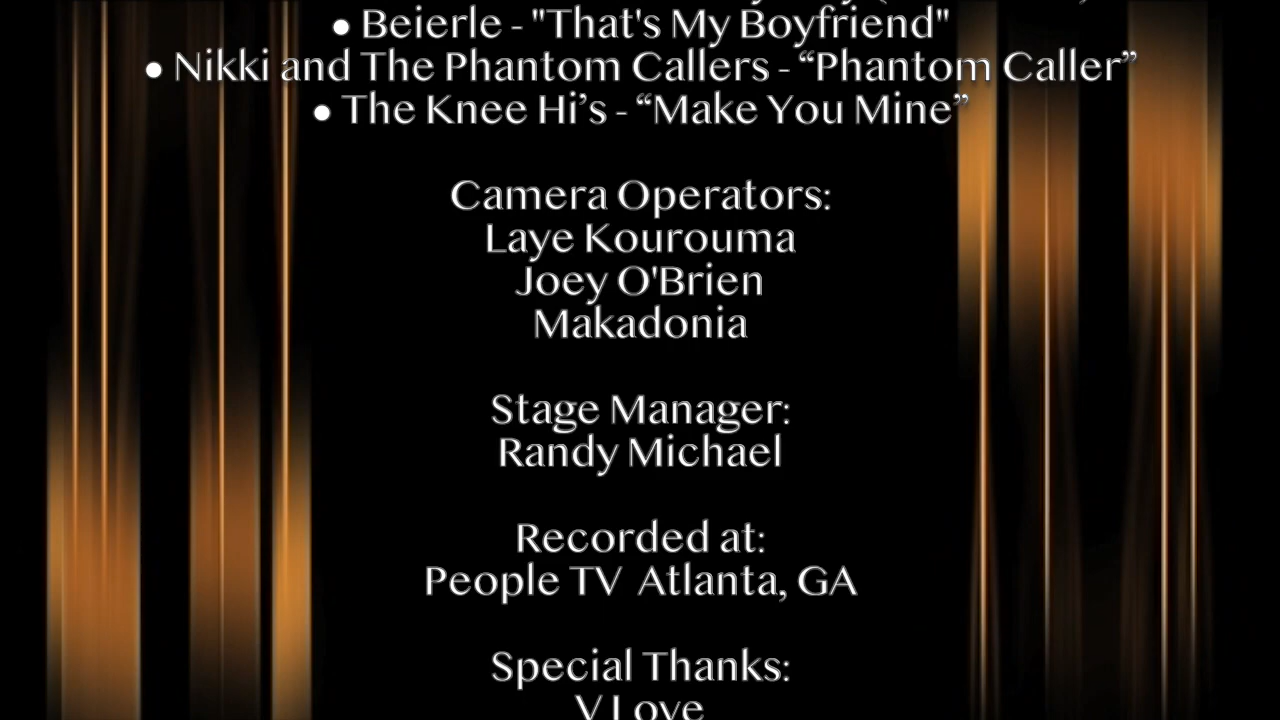 • Beierle - "That's My Boyfriend"
• Nikki and The Phantom Callers - “Phantom Caller”
• The Knee Hi’s - “Make You Mine”
Camera Operators:
Laye Kourouma
Joey O'Brien
Makadonia
Stage Manager:
Randy Michael
Recorded at:
People TV Atlanta, GA
Special Thanks:
V Love